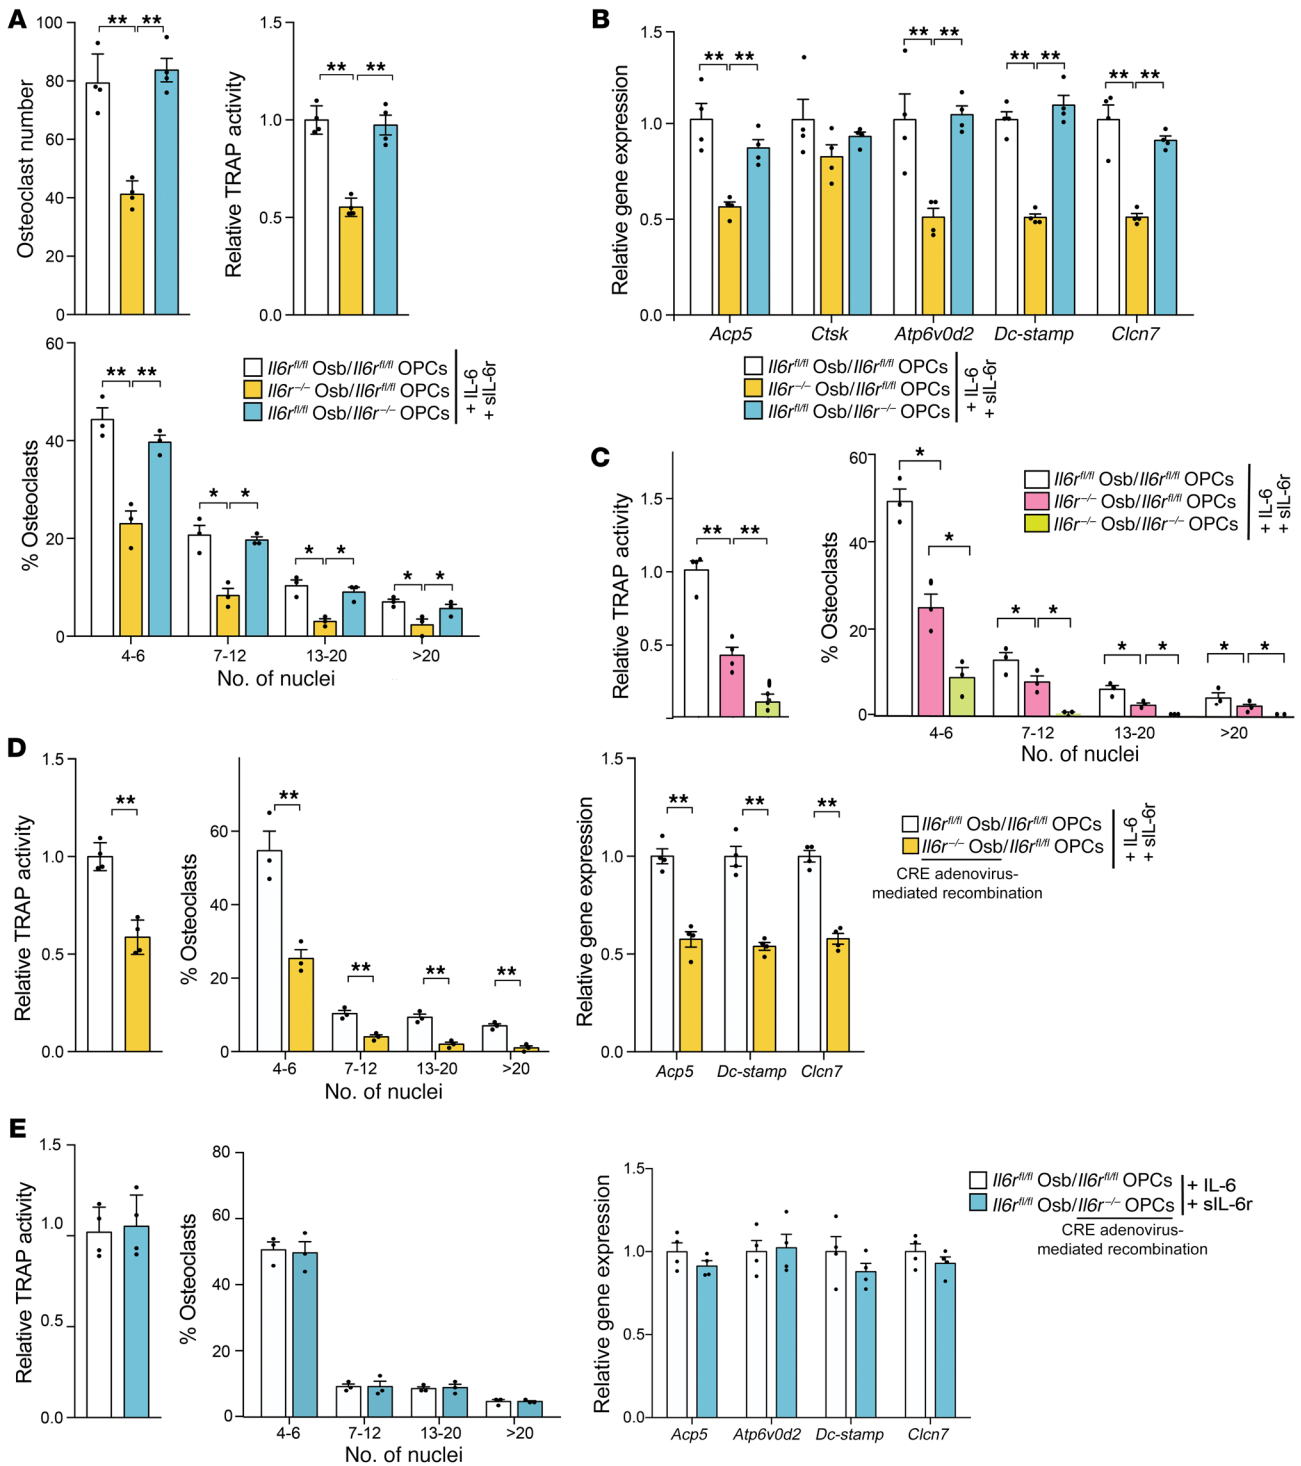 A
Osteoclast number
100
80
60
40
20
0
** **
Relative TRAP activity
1.5
1.0
0.5
0.0
** **
% Osteoclasts
60
40
20
0
** **
* *
* *
* *
4-6 7-12 13-20 >20
No. of nuclei
Il6rfl/fl Osb/Il6rfl/fl OPCs
Il6r−/− Osb/Il6rfl/fl OPCs
Il6rfl/fl Osb/Il6r−/− OPCs
+ IL-6
+ sIL-6r
B
Relative gene expression
1.5
1.0
0.5
0.0
** **
** **
** **
** **
Acp5 Ctsk Atp6v0d2 Dc-stamp Clcn7
Il6rfl/fl Osb/Il6rfl/fl OPCs
Il6r−/− Osb/Il6rfl/fl OPCs
Il6rfl/fl Osb/Il6r−/− OPCs
+ IL-6
+ sIL-6r
C
Relative TRAP activity
1.5
1.0
0.5
** **
% Osteoclasts
60
40
20
0
*
*
* *
* *
* *
4-6 7-12 13-20 >20
No. of nuclei
Il6rfl/fl Osb/Il6rfl/fl OPCs
Il6r−/− Osb/Il6rfl/fl OPCs
Il6r−/− Osb/Il6r−/− OPCs
+ IL-6
+ sIL-6r
D
Relative TRAP activity
1.5
1.0
0.5
0.0
**
% Osteoclasts
60
40
20
0
**
**
**
**
4-6 7-12 13-20 >20
No. of nuclei
Relative gene expression
1.5
1.0
0.5
0.0
**
**
**
Acp5 Dc-stamp Clcn7
Il6rfl/fl Osb/Il6rfl/fl OPCs
Il6r−/− Osb/Il6rfl/fl OPCs
CRE adenovirus-
mediated recombination
+ IL-6
+ sIL-6r
E
Relative TRAP activity
1.5
1.0
0.5
0.0
% Osteoclasts
80
60
40
20
0
4-6 7-12 13-20 >20
No. of nuclei
Relative gene expression
1.5
1.0
0.5
0.0
Acp5 Atp6v0d2 Dc-stamp Clcn7
Il6rfl/fl Osb/Il6rfl/fl OPCs
Il6rfl/fl Osb/Il6r−/− OPCs
+ IL-6
+ sIL-6r
CRE adenovirus-
mediated recombination